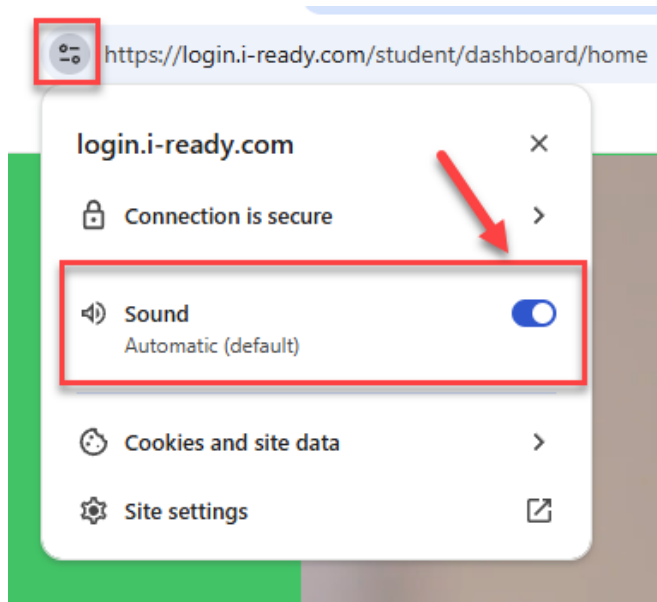 https://login.i-ready.com/student/dashboard/home
login.i-ready.com
Connection is secure
Sound
Automatic (default)
Cookies and site data
Site settings